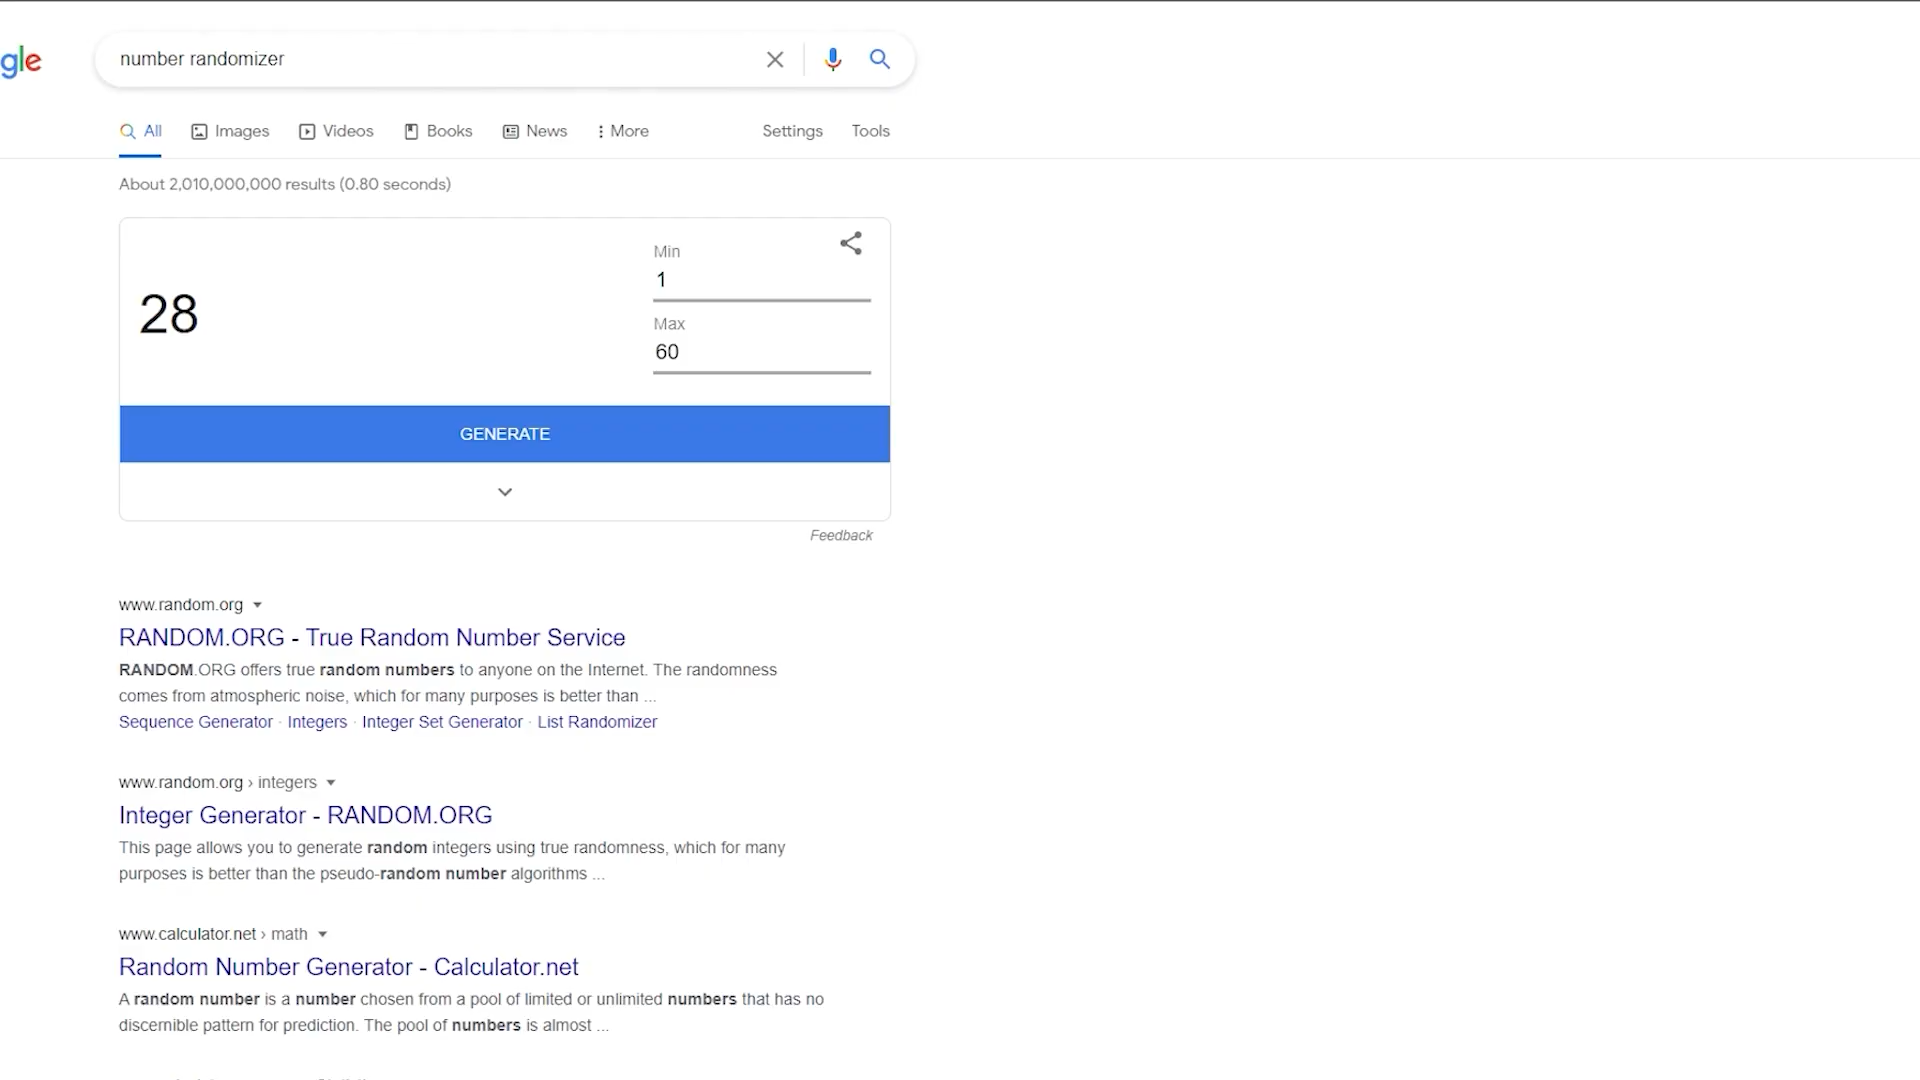 gle
number randomizer
All Images Videos Books News More Settings Tools
About 2,010,000,000 results (0.80 seconds)
Min
1
28
Max
60
GENERATE
Feedback
www.random.org
RANDOM.ORG - True Random Number Service
RANDOM.ORG offers true random numbers to anyone on the Internet. The randomness
comes from atmospheric noise, which for many purposes is better than ...
Sequence Generator · Integers · Integer Set Generator · List Randomizer
www.random.org › integers
Integer Generator - RANDOM.ORG
This page allows you to generate random integers using true randomness, which for many
purposes is better than the pseudo-random number algorithms ...
www.calculator.net › math
Random Number Generator - Calculator.net
A random number is a number chosen from a pool of limited or unlimited numbers that has no
discernible pattern for prediction. The pool of numbers is almost ...